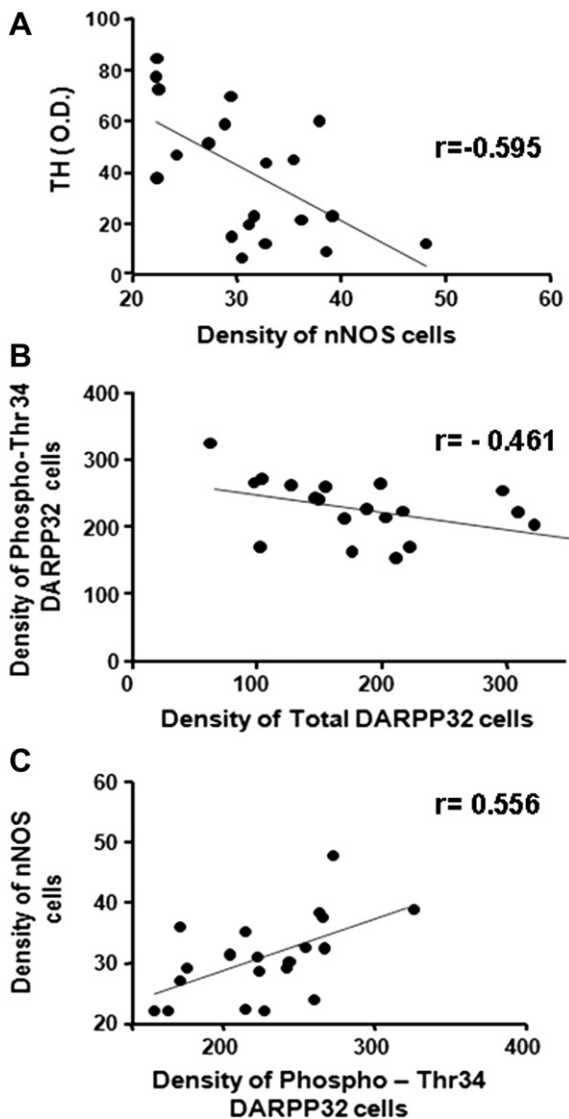 A
100
80
60
40
20
0
TH ( O.D.)
r=-0.595
20 30 40 50 60
Density of nNOS cells
B
400
300
200
100
0
Density of Phospho-Thr 34
DARPP32 cells
r= - 0.461
0 100 200 300
Density of Total DARPP32 cells
C
60
50
40
30
20
Density of nNOS
cells
r= 0.556
200 300 400
Density of Phospho – Thr34
DARPP32 cells